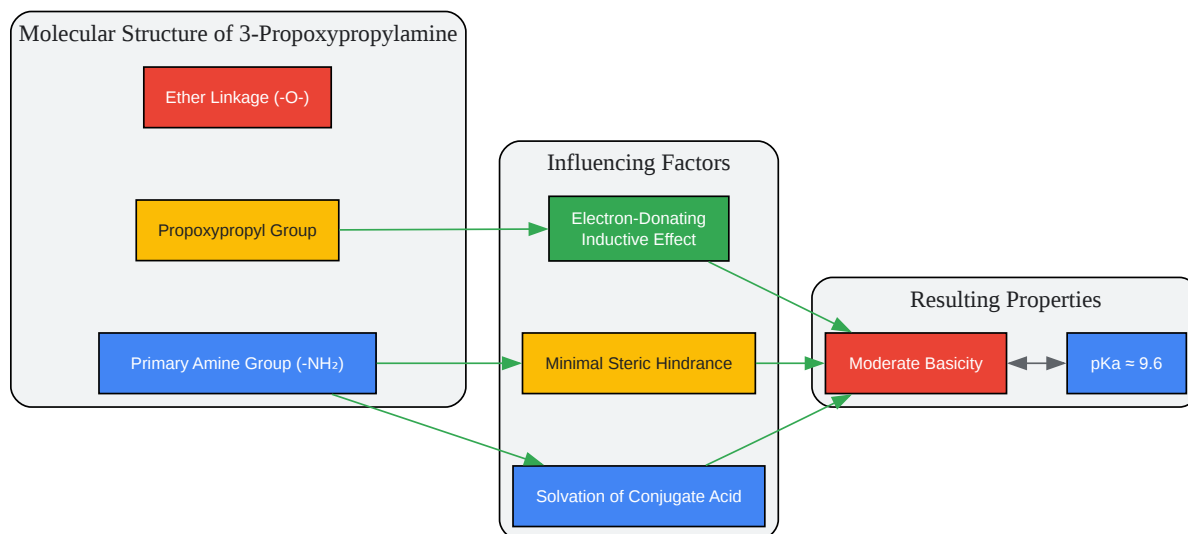 Molecular Structure of 3-Propoxypropylamine
Ether Linkage (-O-)
Propoxypropyl Group
Primary Amine Group (-NH₂)
Influencing Factors
Electron-Donating
Inductive Effect
Minimal Steric Hindrance
Solvation of Conjugate Acid
Resulting Properties
Moderate Basicity
pKa ≈ 9.6